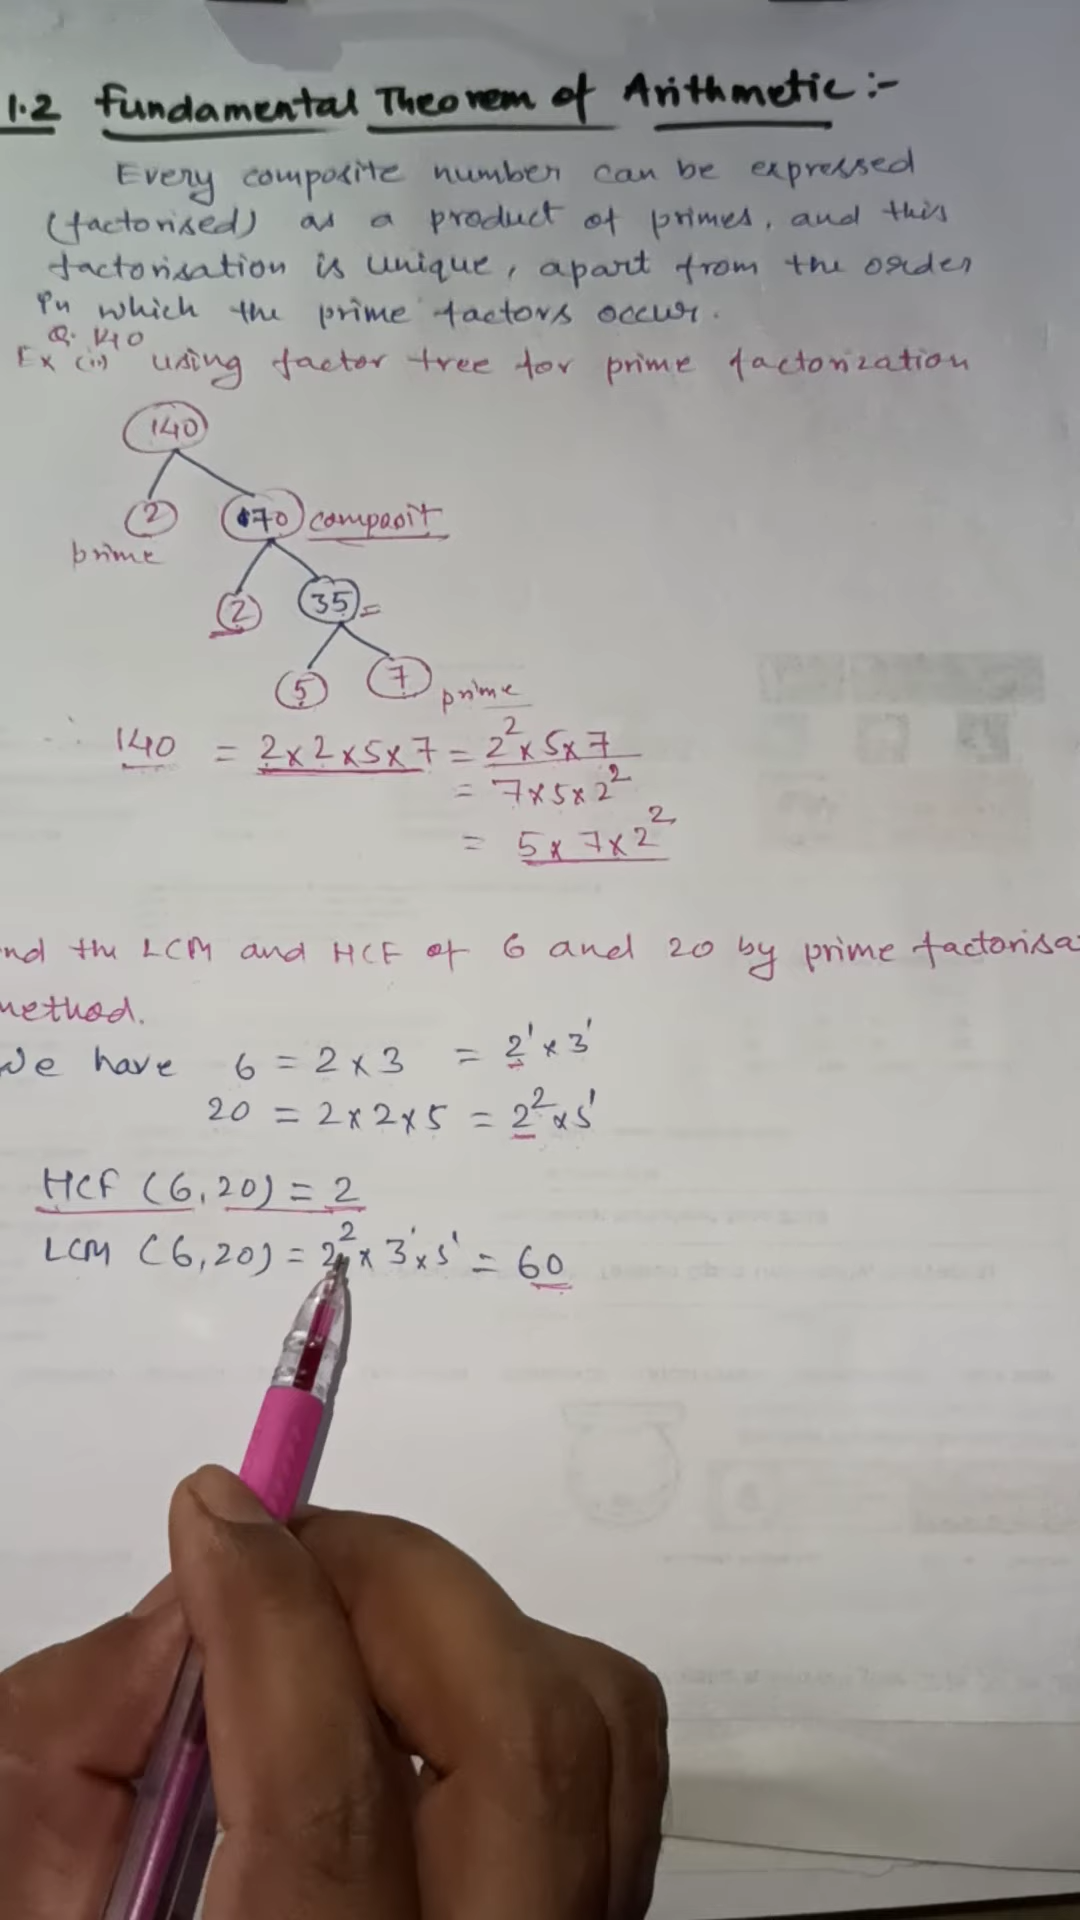 1.2 Fundamental Theorem of Arithmetic :-
Every composite number can be expressed
(factorised) as a product of primes, and this
factorisation is unique, apart from the order
in which the prime factors occur.
Q. 140
Ex (ii) using factor tree for prime factorization
140
2 70 composit
prime
2 35 =
5 7 prime
∴ 140 = 2 x 2 x 5 x 7 = 2² x 5 x 7
= 7 x 5 x 2²
= 5 x 7 x 2²
nd the LCM and HCF of 6 and 20 by prime factorisa
method.
We have 6 = 2 x 3 = 2¹ x 3¹
20 = 2 x 2 x 5 = 2² x 5¹
HCF (6, 20) = 2
LCM (6, 20) = 2² x 3¹ x 5¹ = 60